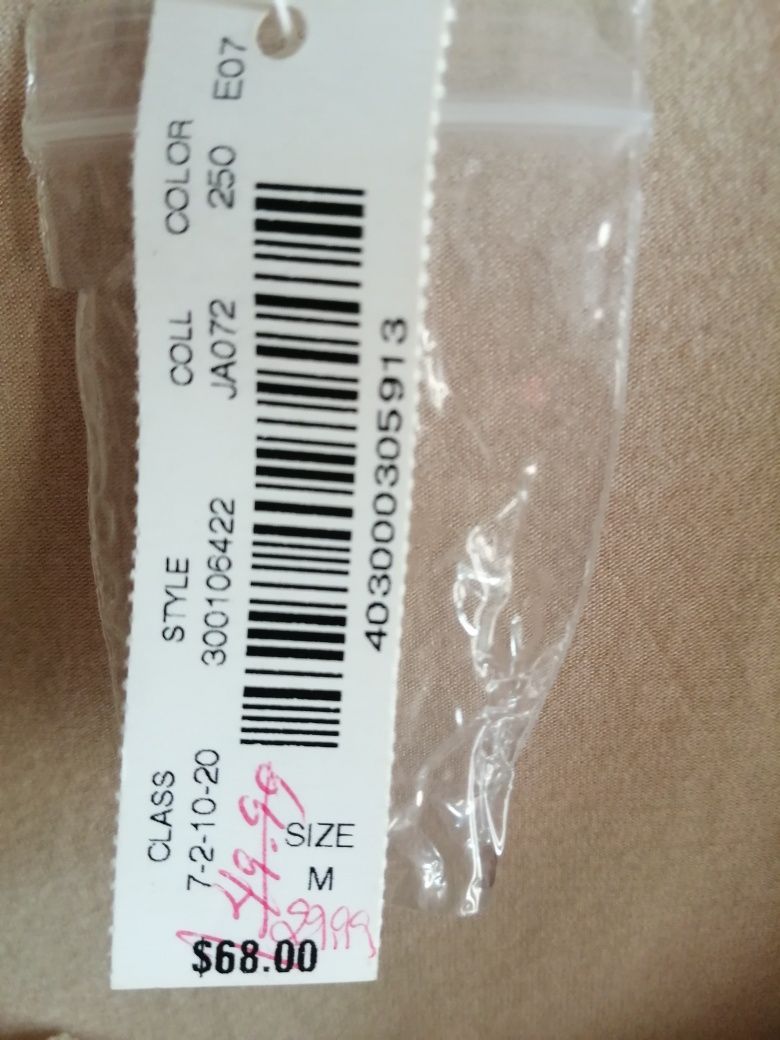 CLASS STYLE COLL COLOR
7-2-10-20 300106422 JA072 250 E07
403000305913
SIZE
M
49.99
29.99
$68.00